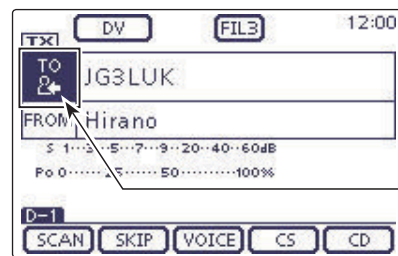 DV FIL3 12:00
TX
TO JG3LUK
FROM Hirano
S 1···3···5···7···9··20··40··60dB
Po 0······25······50··········100%
D-1
SCAN SKIP VOICE CS CD